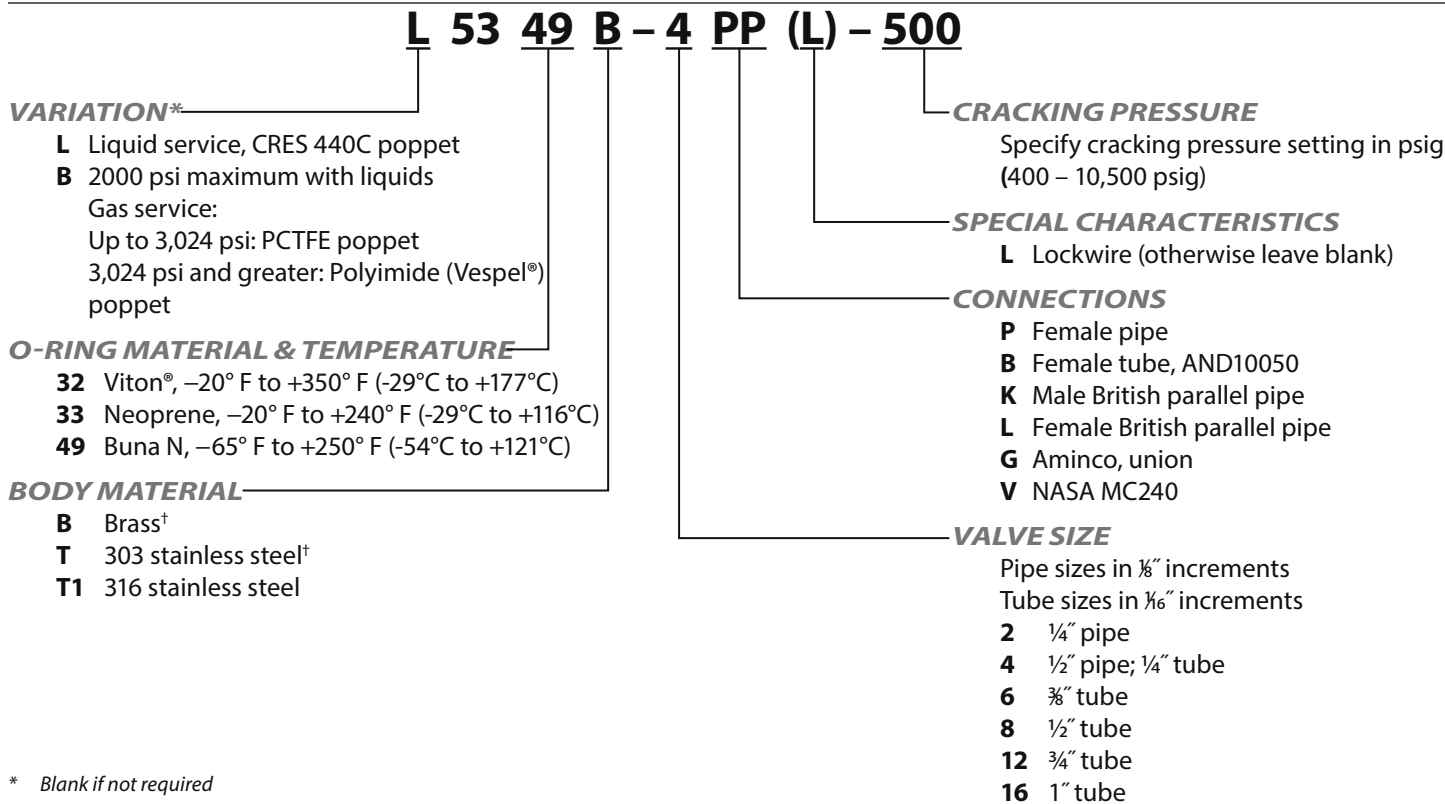 L 53 49 B – 4 PP (L) – 500
VARIATION*
L Liquid service, CRES 440C poppet
B 2000 psi maximum with liquids
Gas service:
Up to 3,024 psi: PCTFE poppet
3,024 psi and greater: Polyimide (Vespel®)
poppet
O-RING MATERIAL & TEMPERATURE
32 Viton®, –20° F to +350° F (-29°C to +177°C)
33 Neoprene, –20° F to +240° F (-29°C to +116°C)
49 Buna N, –65° F to +250° F (-54°C to +121°C)
BODY MATERIAL
B Brass†
T 303 stainless steel†
T1 316 stainless steel
* Blank if not required
CRACKING PRESSURE
Specify cracking pressure setting in psig
(400 – 10,500 psig)
SPECIAL CHARACTERISTICS
L Lockwire (otherwise leave blank)
CONNECTIONS
P Female pipe
B Female tube, AND10050
K Male British parallel pipe
L Female British parallel pipe
G Aminco, union
V NASA MC240
VALVE SIZE
Pipe sizes in ⅛˝ increments
Tube sizes in 1⁄16˝ increments
2 ¼˝ pipe
4 ½˝ pipe; ¼˝ tube
6 ⅜˝ tube
8 ½˝ tube
12 ¾˝ tube
16 1˝ tube